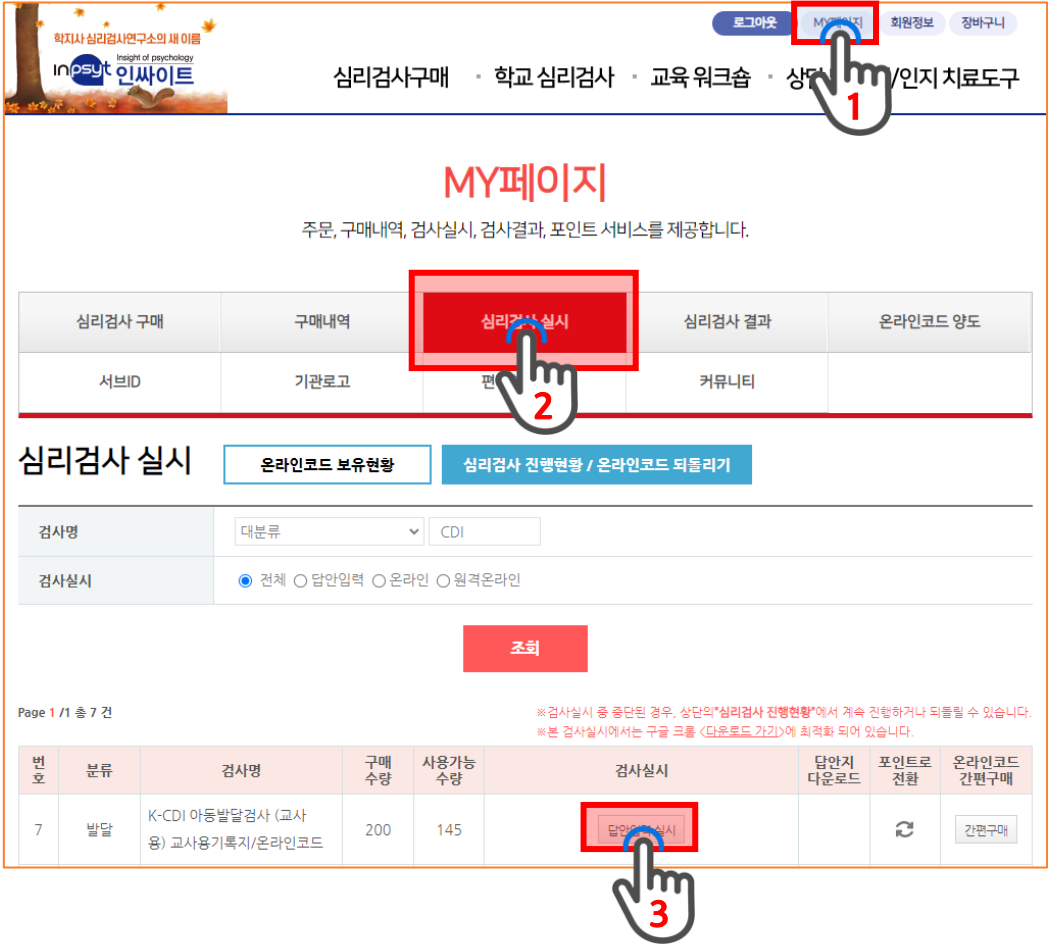 학지사심리검사연구소의 새 이름
Insight of psychology
inpsyt 인싸이트
로그아웃 회원정보 장바구니
심리검사구매 · 학교 심리검사 · 교육 워크숍 · /인지 치료도구
1
MY페이지
주문, 구매내역, 검사실시, 검사결과, 포인트 서비스를 제공합니다.
심리검사 구매 구매내역 심리검사 실시 심리검사 결과 온라인코드 양도
서브ID 기관로고 커뮤니티
2
심리검사 실시 온라인코드 보유현황 심리검사 진행현황 / 온라인코드 되돌리기
검사명 대분류 CDI
검사실시 전체 답안입력 온라인 원격온라인
조회
Page 1 /1 총 7 건
※검사실시 중 중단된 경우, 상단의"심리검사 진행현황"에서 계속 진행하거나 되돌릴 수 있습니다.
※본 검사실시에서는 구글 크롬 <다운로드 가기>에 최적화 되어 있습니다.
번호 분류 검사명 구매수량 사용가능수량 검사실시 답안지다운로드 포인트로전환 온라인코드간편구매
7 발달 K-CDI 아동발달검사 (교사용) 교사용기록지/온라인코드 200 145 답안입력 실시 간편구매
3